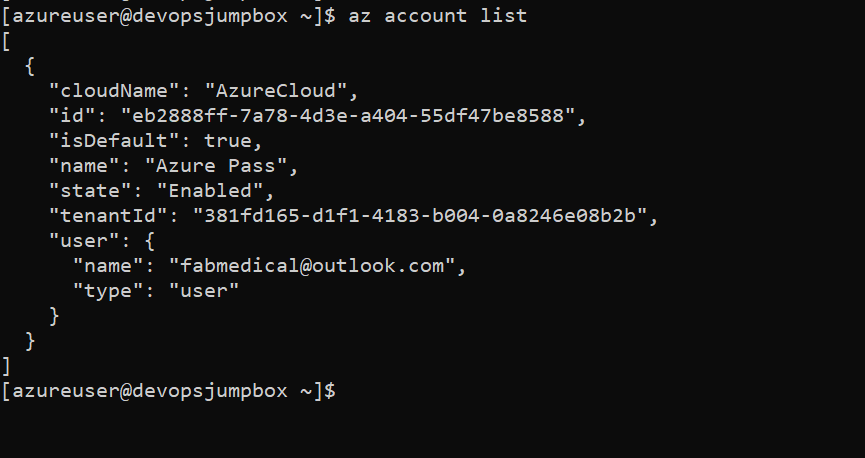 [azureuser@devopsjumpbox ~]$ az account list
[
  {
    "cloudName": "AzureCloud",
    "id": "eb2888ff-7a78-4d3e-a404-55df47be8588",
    "isDefault": true,
    "name": "Azure Pass",
    "state": "Enabled",
    "tenantId": "381fd165-d1f1-4183-b004-0a8246e08b2b",
    "user": {
      "name": "fabmedical@outlook.com",
      "type": "user"
    }
  }
]
[azureuser@devopsjumpbox ~]$